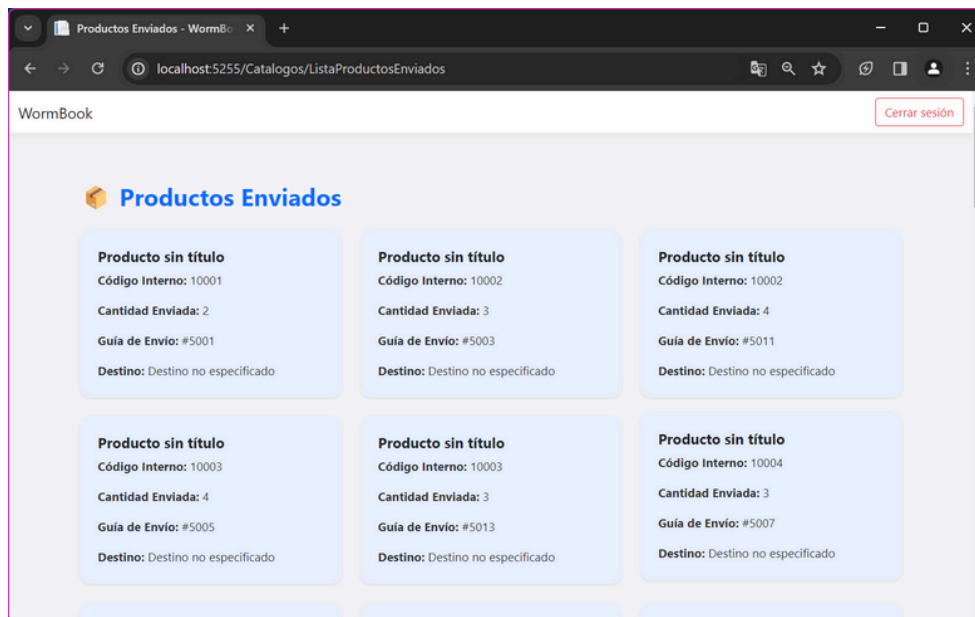 Productos Enviados - WormBo
localhost:5255/Catalogos/ListaProductosEnviados
WormBook
Cerrar sesión
Productos Enviados
Producto sin título
Código Interno: 10001
Cantidad Enviada: 2
Guía de Envío: #5001
Destino: Destino no especificado
Producto sin título
Código Interno: 10002
Cantidad Enviada: 3
Guía de Envío: #5003
Destino: Destino no especificado
Producto sin título
Código Interno: 10002
Cantidad Enviada: 4
Guía de Envío: #5011
Destino: Destino no especificado
Producto sin título
Código Interno: 10003
Cantidad Enviada: 4
Guía de Envío: #5005
Destino: Destino no especificado
Producto sin título
Código Interno: 10003
Cantidad Enviada: 3
Guía de Envío: #5013
Destino: Destino no especificado
Producto sin título
Código Interno: 10004
Cantidad Enviada: 3
Guía de Envío: #5007
Destino: Destino no especificado